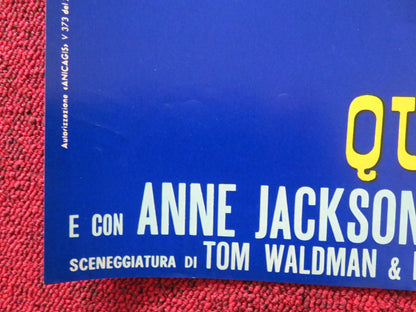 Autorizzazione «ANICAGIS» V 373 del
QU
E CON ANNE JACKSON
SCENEGGIATURA DI TOM WALDMAN &